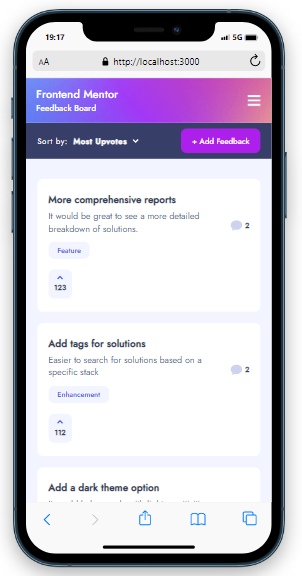 19:17
5G
AA
http://localhost:3000
Frontend Mentor
Feedback Board
Sort by: Most Upvotes
+ Add Feedback
More comprehensive reports
It would be great to see a more detailed
breakdown of solutions.
2
Feature
123
Add tags for solutions
Easier to search for solutions based on a
specific stack
2
Enhancement
112
Add a dark theme option